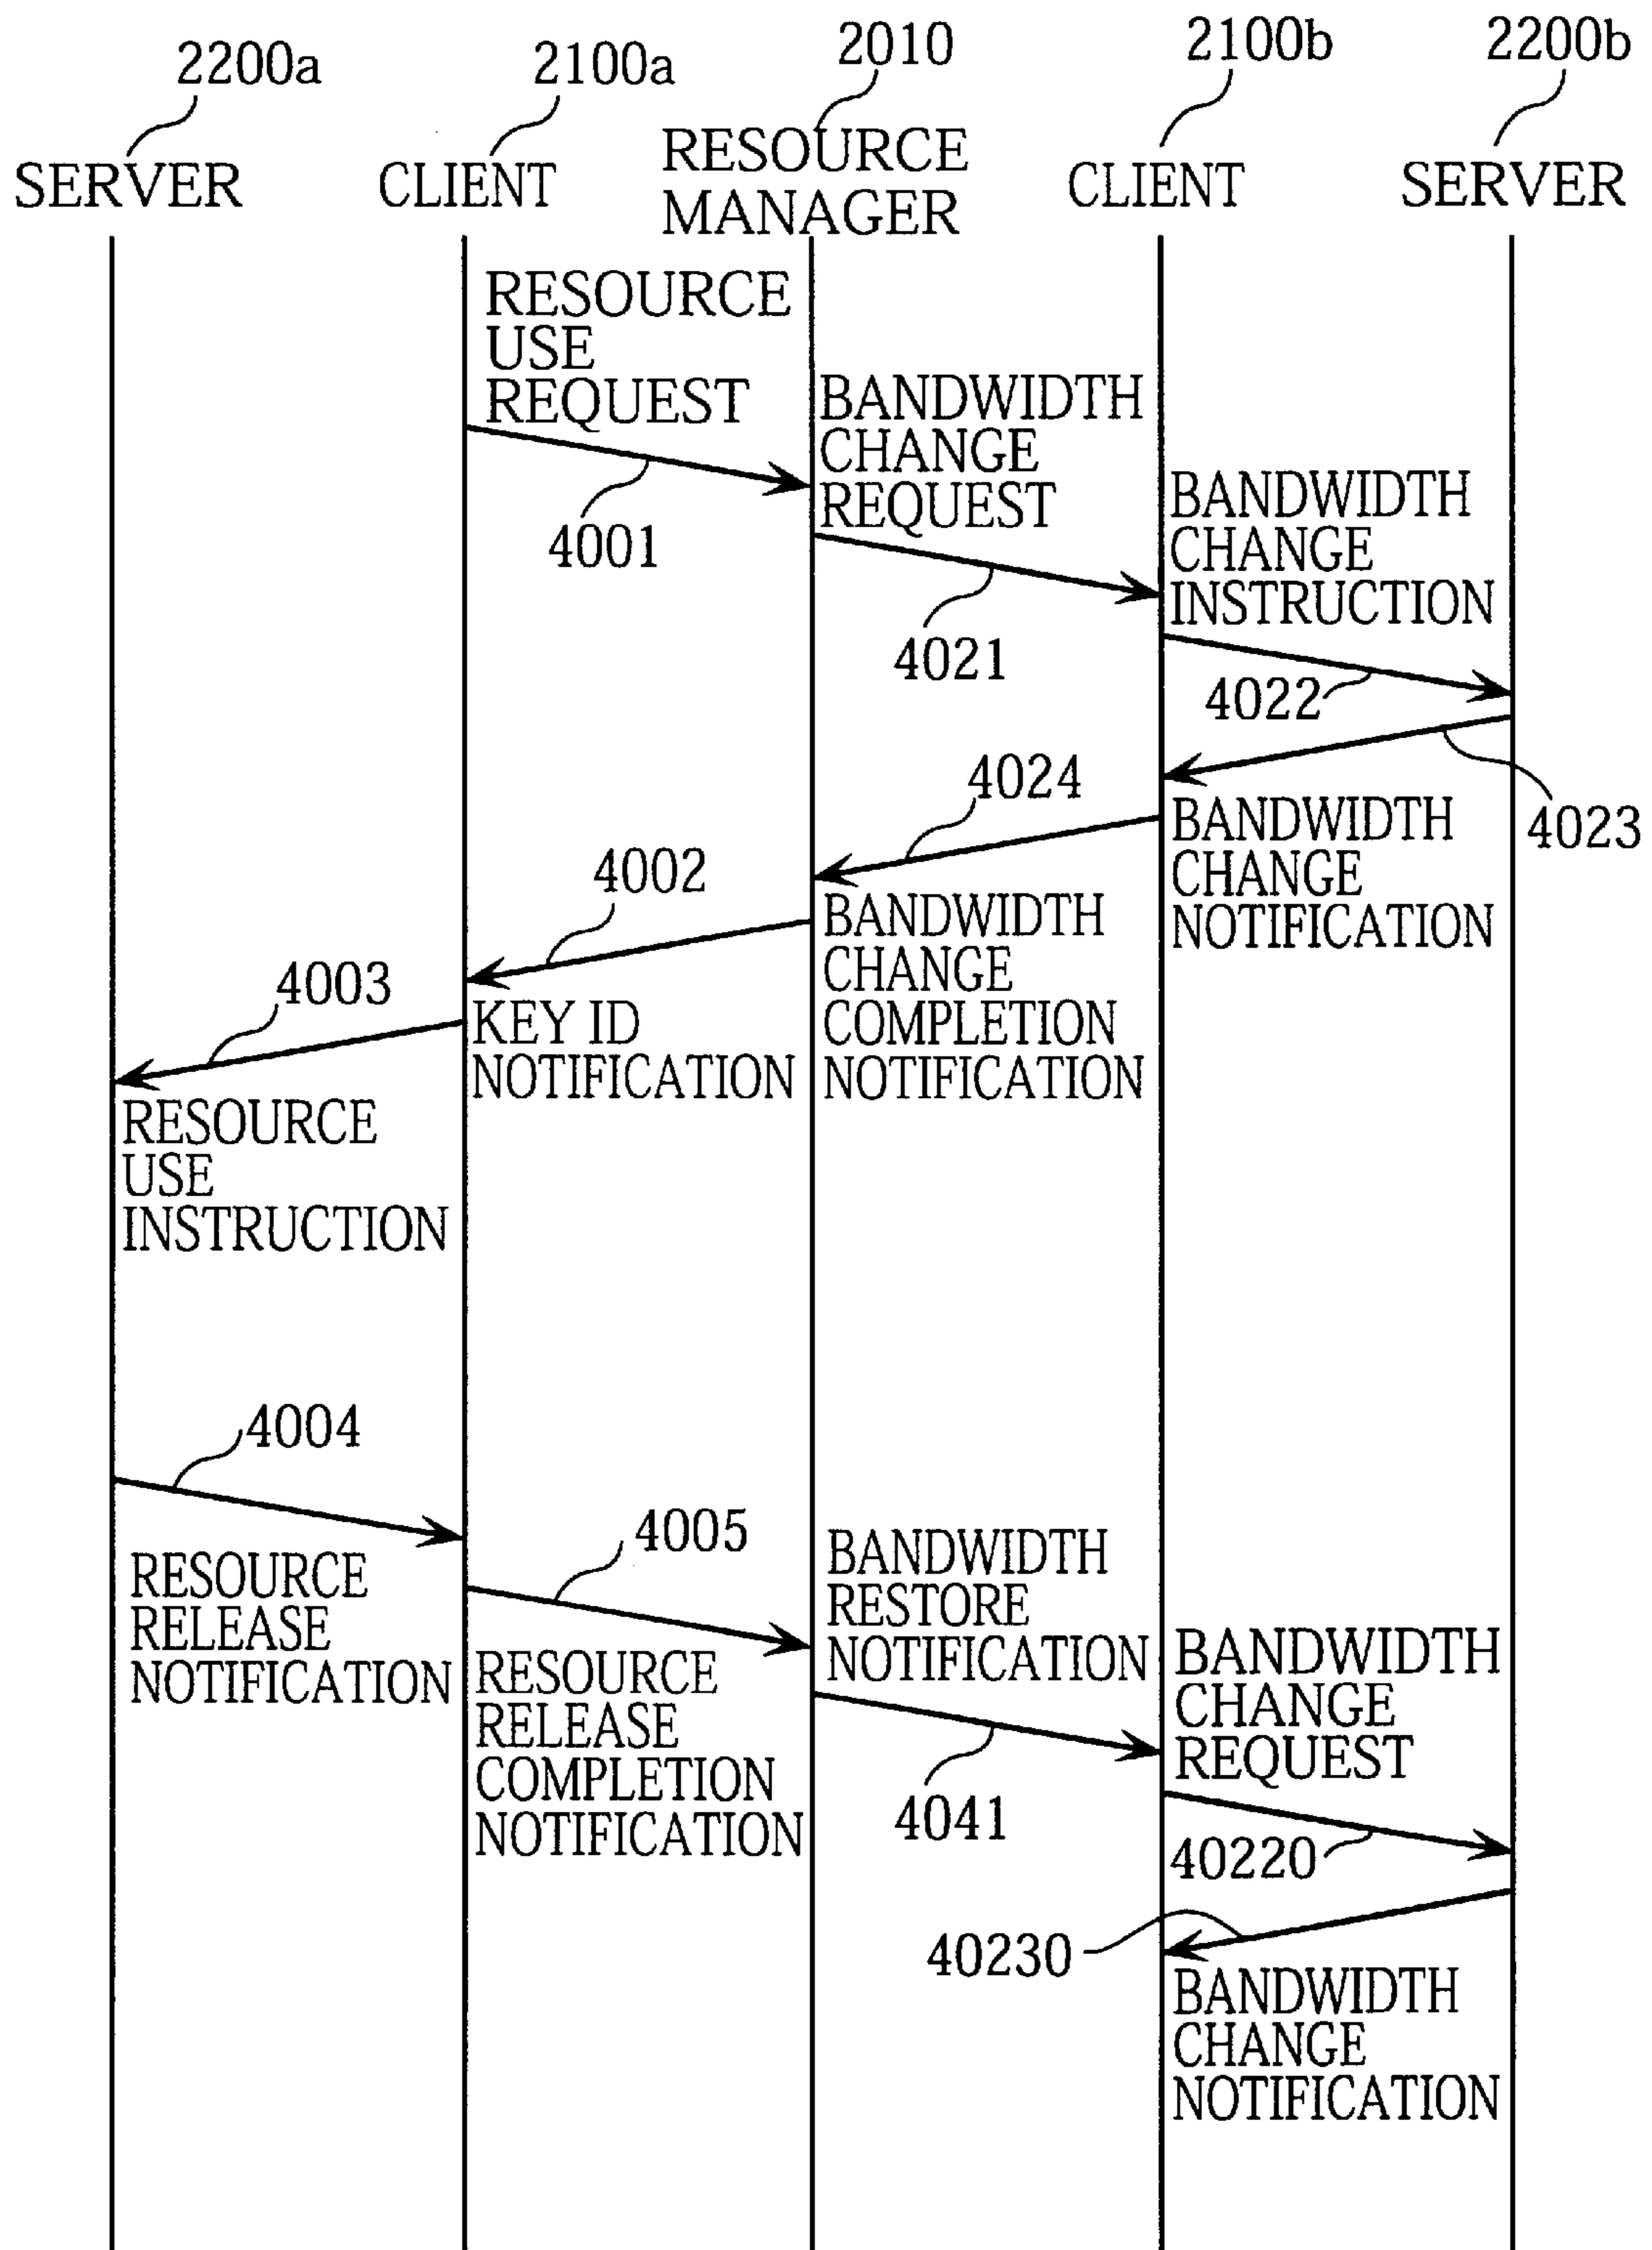 2200a
2100a
2010
2100b
2200b
SERVER
CLIENT
RESOURCE
MANAGER
CLIENT
SERVER
RESOURCE
USE
REQUEST
4001
BANDWIDTH
CHANGE
REQUEST
4021
BANDWIDTH
CHANGE
INSTRUCTION
4022
4023
BANDWIDTH
CHANGE
NOTIFICATION
4024
BANDWIDTH
CHANGE
COMPLETION
NOTIFICATION
4002
KEY ID
NOTIFICATION
4003
RESOURCE
USE
INSTRUCTION
4004
RESOURCE
RELEASE
NOTIFICATION
4005
RESOURCE
RELEASE
COMPLETION
NOTIFICATION
BANDWIDTH
RESTORE
NOTIFICATION
4041
BANDWIDTH
CHANGE
REQUEST
40220
40230
BANDWIDTH
CHANGE
NOTIFICATION